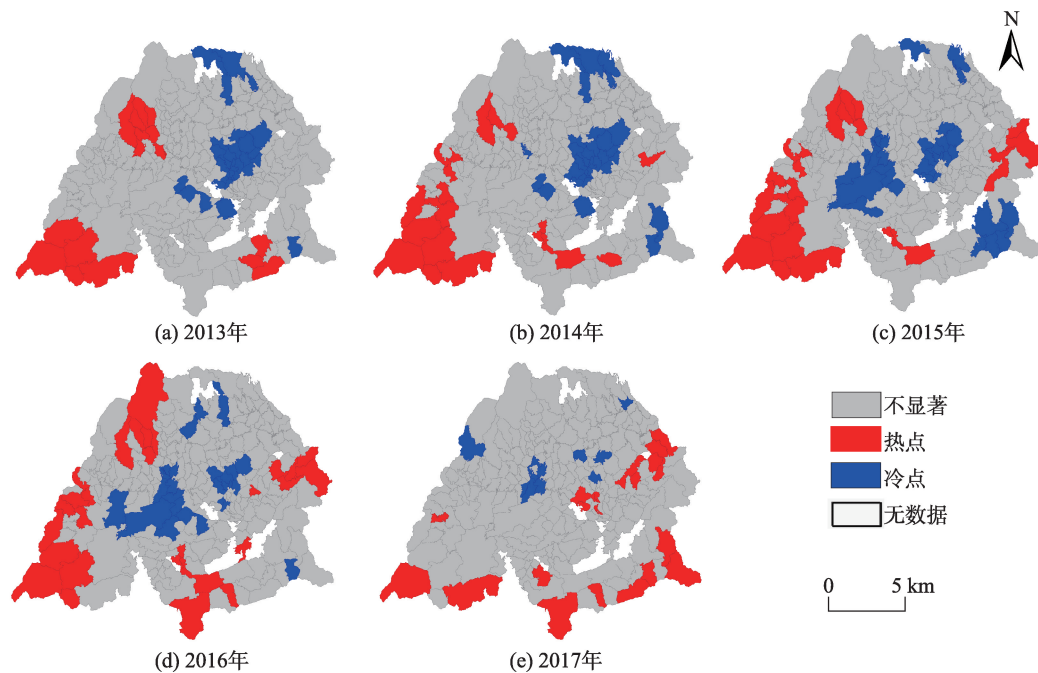 N
(a) 2013年
(b) 2014年
(c) 2015年
不显著
热点
冷点
无数据
0 5 km
(d) 2016年
(e) 2017年